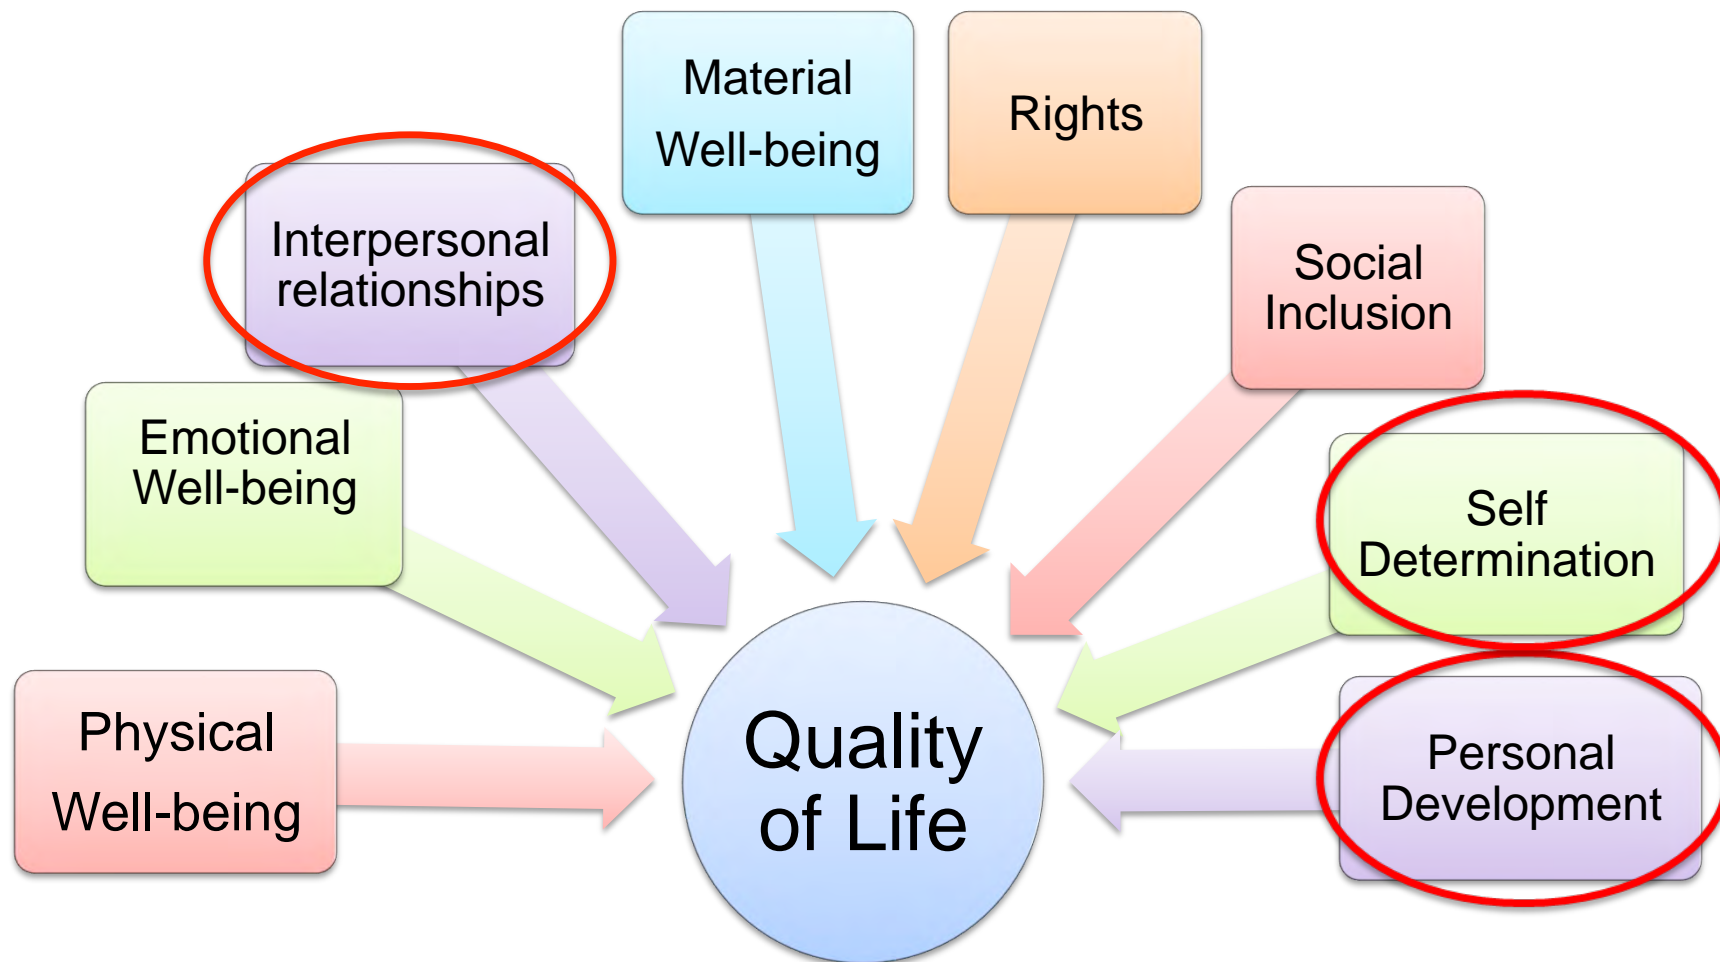 Material
Well-being
Rights
Interpersonal
relationships
Social
Inclusion
Emotional
Well-being
Self
Determination
Physical
Well-being
Quality
of Life
Personal
Development